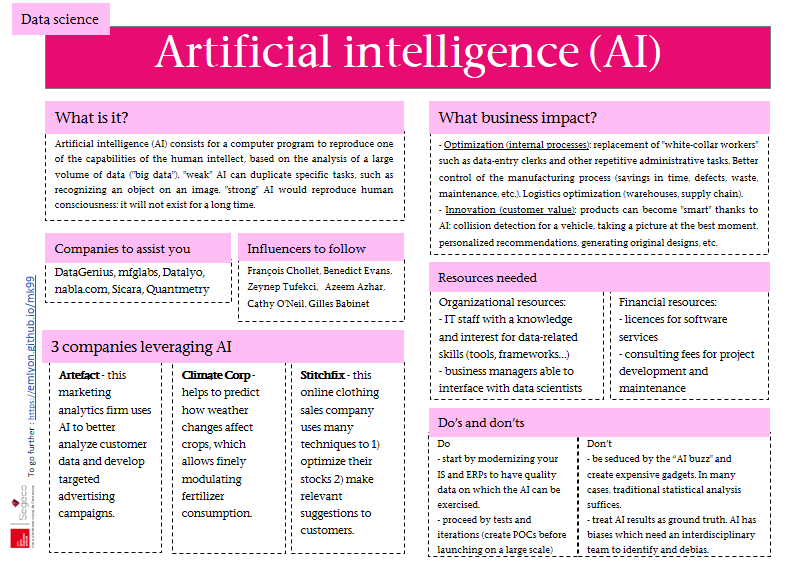 Data science
Artificial intelligence (AI)
What is it?
Artificial intelligence (AI) consists for a computer program to reproduce one
of the capabilities of the human intellect, based on the analysis of a large
volume of data ("big data"). "weak" AI can duplicate specific tasks, such as
recognizing an object on an image. "strong" AI would reproduce human
consciousness: it will not exist for a long time.
Companies to assist you
DataGenius, mfglabs, Datalyo,
nabla.com, Sicara, Quantmetry
Influencers to follow
François Chollet, Benedict Evans,
Zeynep Tufekci, Azeem Azhar,
Cathy O'Neil, Gilles Babinet
3 companies leveraging AI
Artefact - this
marketing
analytics firm uses
AI to better
analyze customer
data and develop
targeted
advertising
campaigns.
Climate Corp -
helps to predict
how weather
changes affect
crops, which
allows finely
modulating
fertilizer
consumption.
Stitchfix - this
online clothing
sales company
uses many
techniques to 1)
optimize their
stocks 2) make
relevant
suggestions to
customers.
What business impact?
- Optimization (internal processes): replacement of "white-collar workers"
such as data-entry clerks and other repetitive administrative tasks. Better
control of the manufacturing process (savings in time, defects, waste,
maintenance, etc.). Logistics optimization (warehouses, supply chain).
- Innovation (customer value): products can become "smart" thanks to
AI: collision detection for a vehicle, taking a picture at the best moment,
personalized recommendations, generating original designs, etc.
Resources needed
Organizational resources:
- IT staff with a knowledge
and interest for data-related
skills (tools, frameworks...)
- business managers able to
interface with data scientists
Financial resources:
- licences for software
services
- consulting fees for project
development and
maintenance
Do's and don'ts
Do
- start by modernizing your
IS and ERPs to have quality
data on which the AI can be
exercised.
- proceed by tests and
iterations (create POCs before
launching on a large scale)
Don't
- be seduced by the "AI buzz" and
create expensive gadgets. In many
cases, traditional statistical analysis
suffices.
- treat AI results as ground truth. AI has
biases which need an interdisciplinary
team to identify and debias.
To go further : https://emlyon.github.io/mk99
Segeco